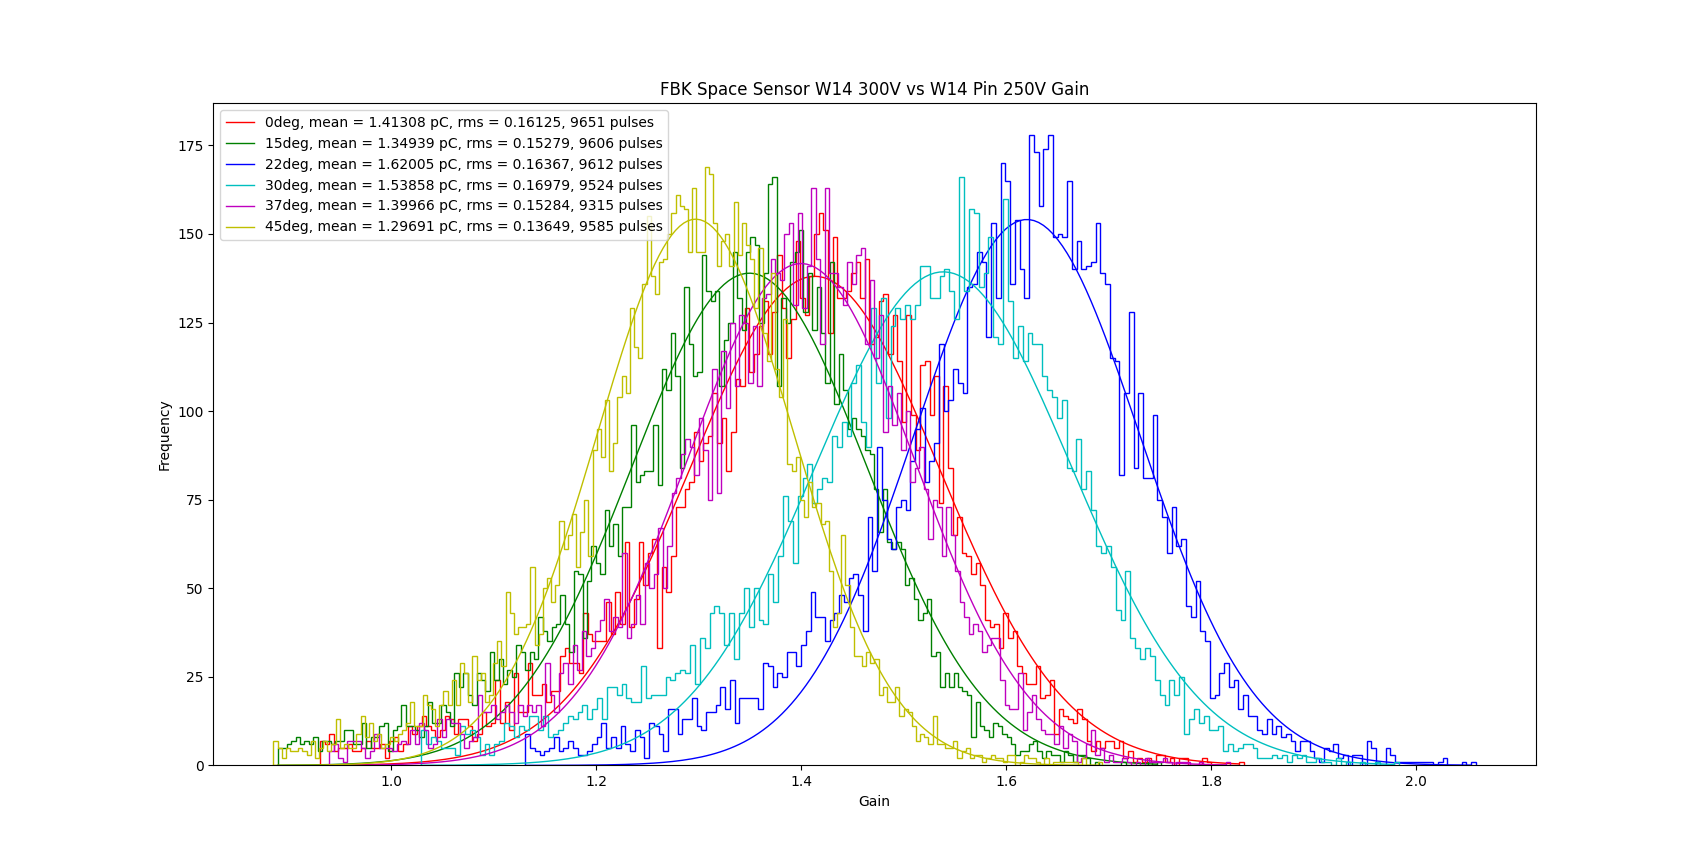 FBK Space Sensor W14 300V vs W14 Pin 250V Gain
0deg, mean = 1.41308 pC, rms = 0.16125, 9651 pulses
15deg, mean = 1.34939 pC, rms = 0.15279, 9606 pulses
22deg, mean = 1.62005 pC, rms = 0.16367, 9612 pulses
30deg, mean = 1.53858 pC, rms = 0.16979, 9524 pulses
37deg, mean = 1.39966 pC, rms = 0.15284, 9315 pulses
45deg, mean = 1.29691 pC, rms = 0.13649, 9585 pulses
175
150
125
100
75
50
25
0
Frequency
1.0 1.2 1.4 1.6 1.8 2.0
Gain